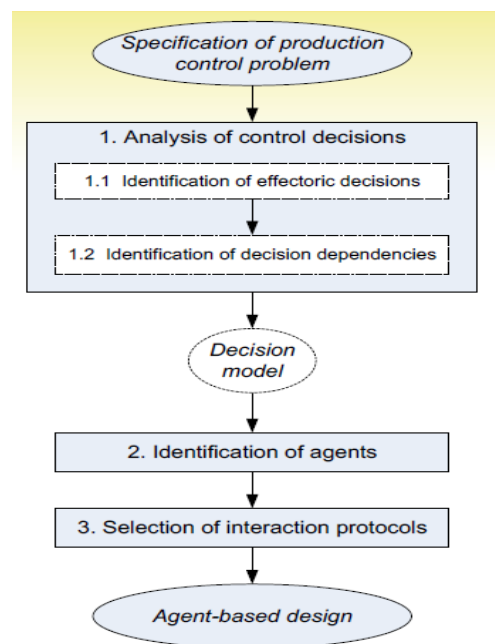 Specification of production
control problem
1. Analysis of control decisions
1.1 Identification of effectoric decisions
1.2 Identification of decision dependencies
Decision
model
2. Identification of agents
3. Selection of interaction protocols
Agent-based design